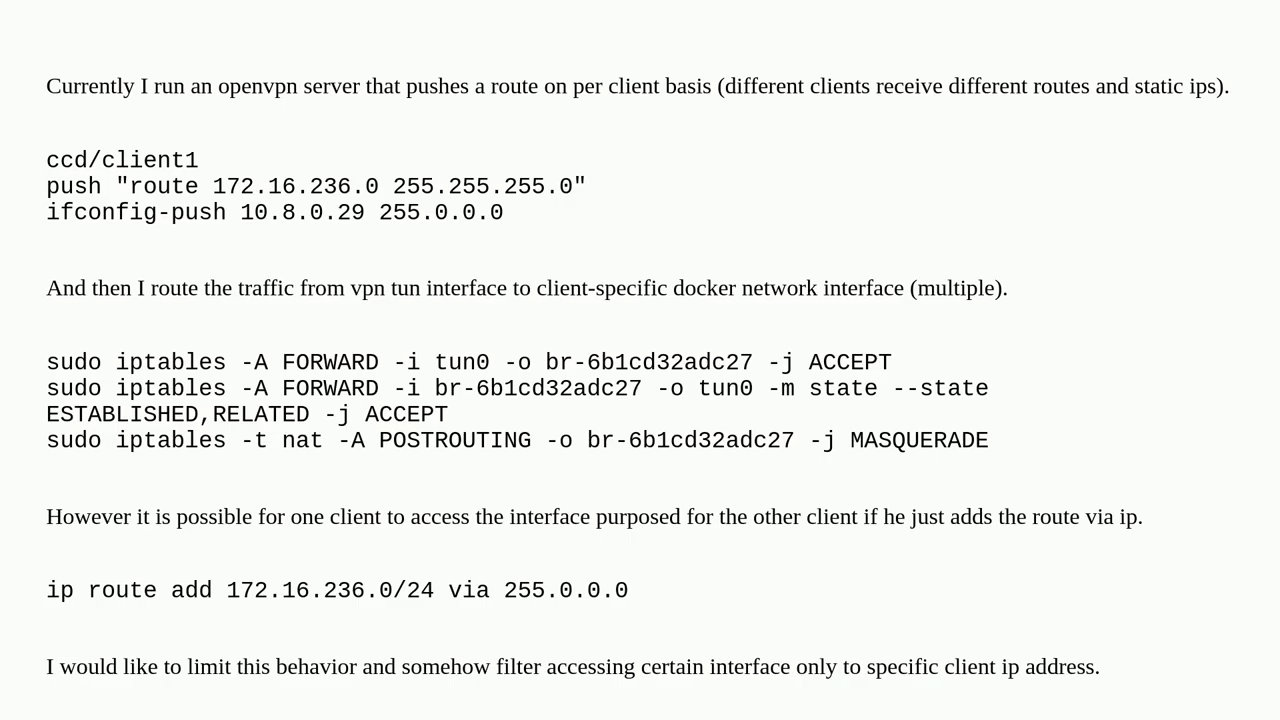 Currently I run an openvpn server that pushes a route on per client basis (different clients receive different routes and static ips).
ccd/client1
push "route 172.16.236.0 255.255.255.0"
ifconfig-push 10.8.0.29 255.0.0.0
And then I route the traffic from vpn tun interface to client-specific docker network interface (multiple).
sudo iptables -A FORWARD -i tun0 -o br-6b1cd32adc27 -j ACCEPT
sudo iptables -A FORWARD -i br-6b1cd32adc27 -o tun0 -m state --state
ESTABLISHED,RELATED -j ACCEPT
sudo iptables -t nat -A POSTROUTING -o br-6b1cd32adc27 -j MASQUERADE
However it is possible for one client to access the interface purposed for the other client if he just adds the route via ip.
ip route add 172.16.236.0/24 via 255.0.0.0
I would like to limit this behavior and somehow filter accessing certain interface only to specific client ip address.